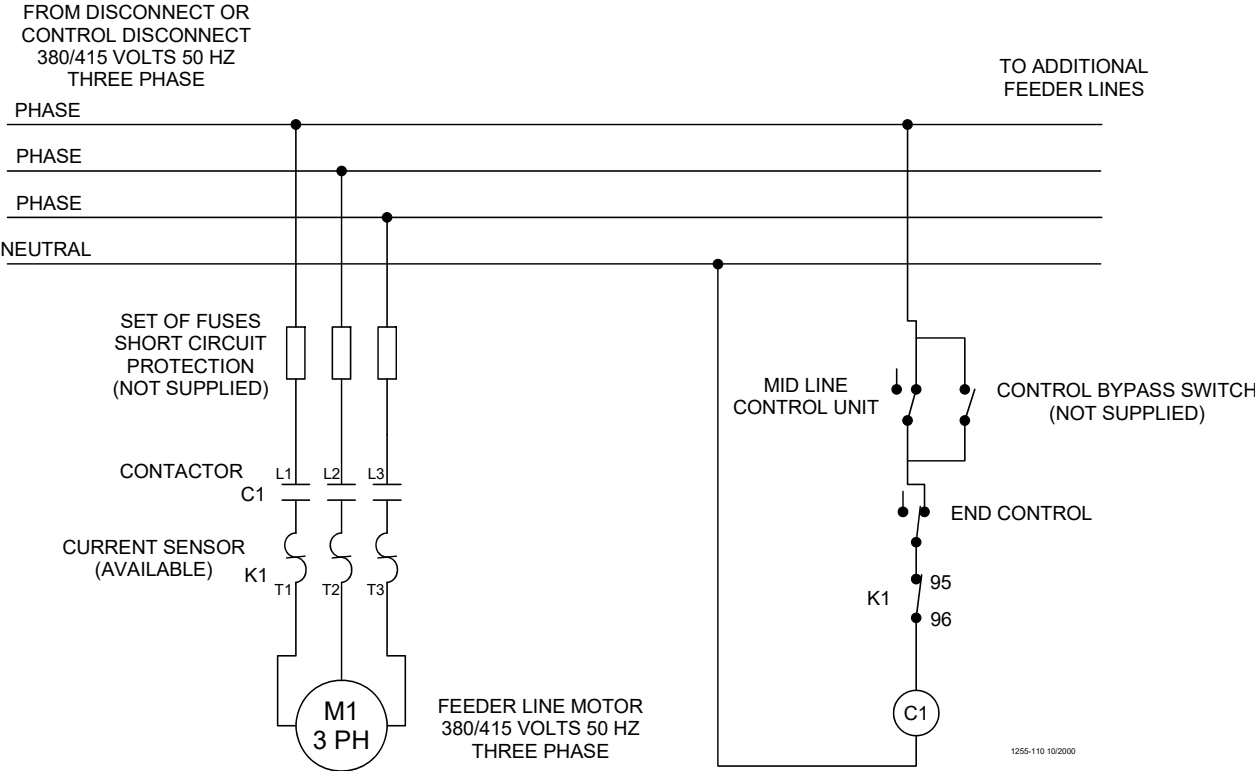 FROM DISCONNECT OR
CONTROL DISCONNECT
380/415 VOLTS 50 HZ
THREE PHASE
TO ADDITIONAL
FEEDER LINES
PHASE
PHASE
PHASE
NEUTRAL
SET OF FUSES
SHORT CIRCUIT
PROTECTION
(NOT SUPPLIED)
MID LINE
CONTROL UNIT
CONTROL BYPASS SWITCH
(NOT SUPPLIED)
CONTACTOR
C1
L1
L2
L3
END CONTROL
CURRENT SENSOR
(AVAILABLE)
K1
T1
T2
T3
K1
95
96
M1
3 PH
FEEDER LINE MOTOR
380/415 VOLTS 50 HZ
THREE PHASE
C1
1255-110 10/2000